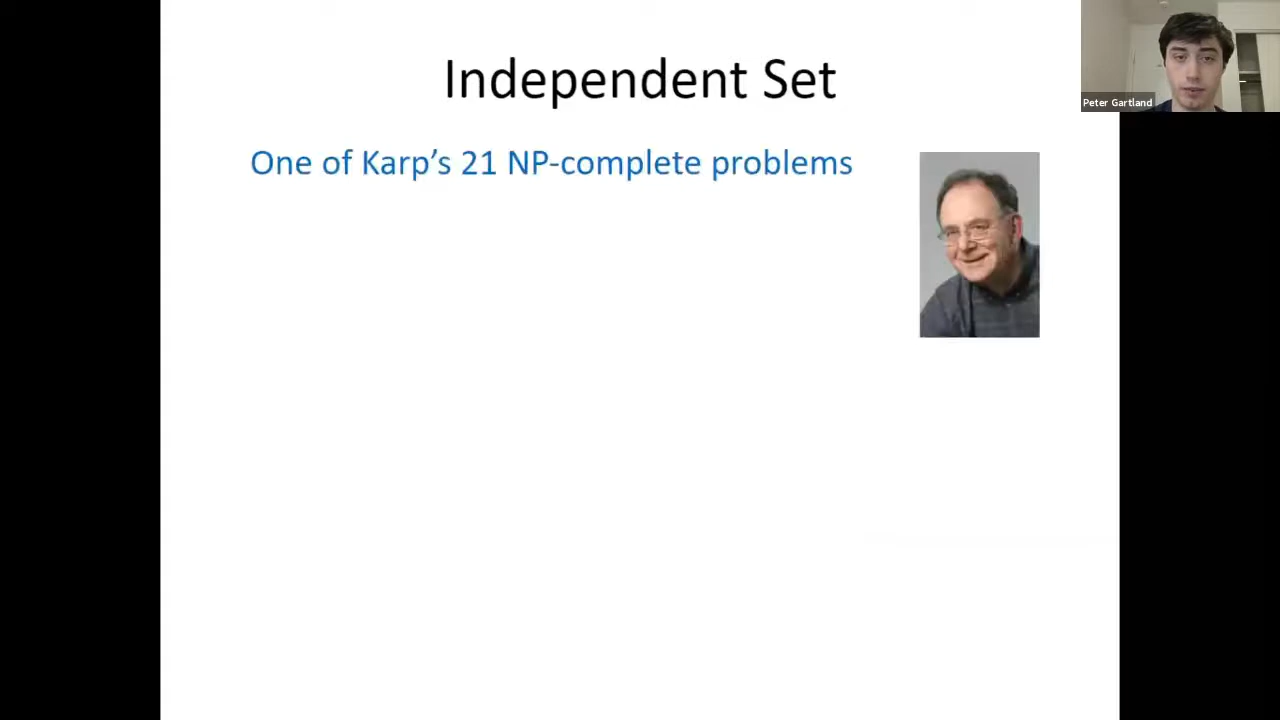 Independent Set
Peter Gartland
One of Karp's 21 NP-complete problems